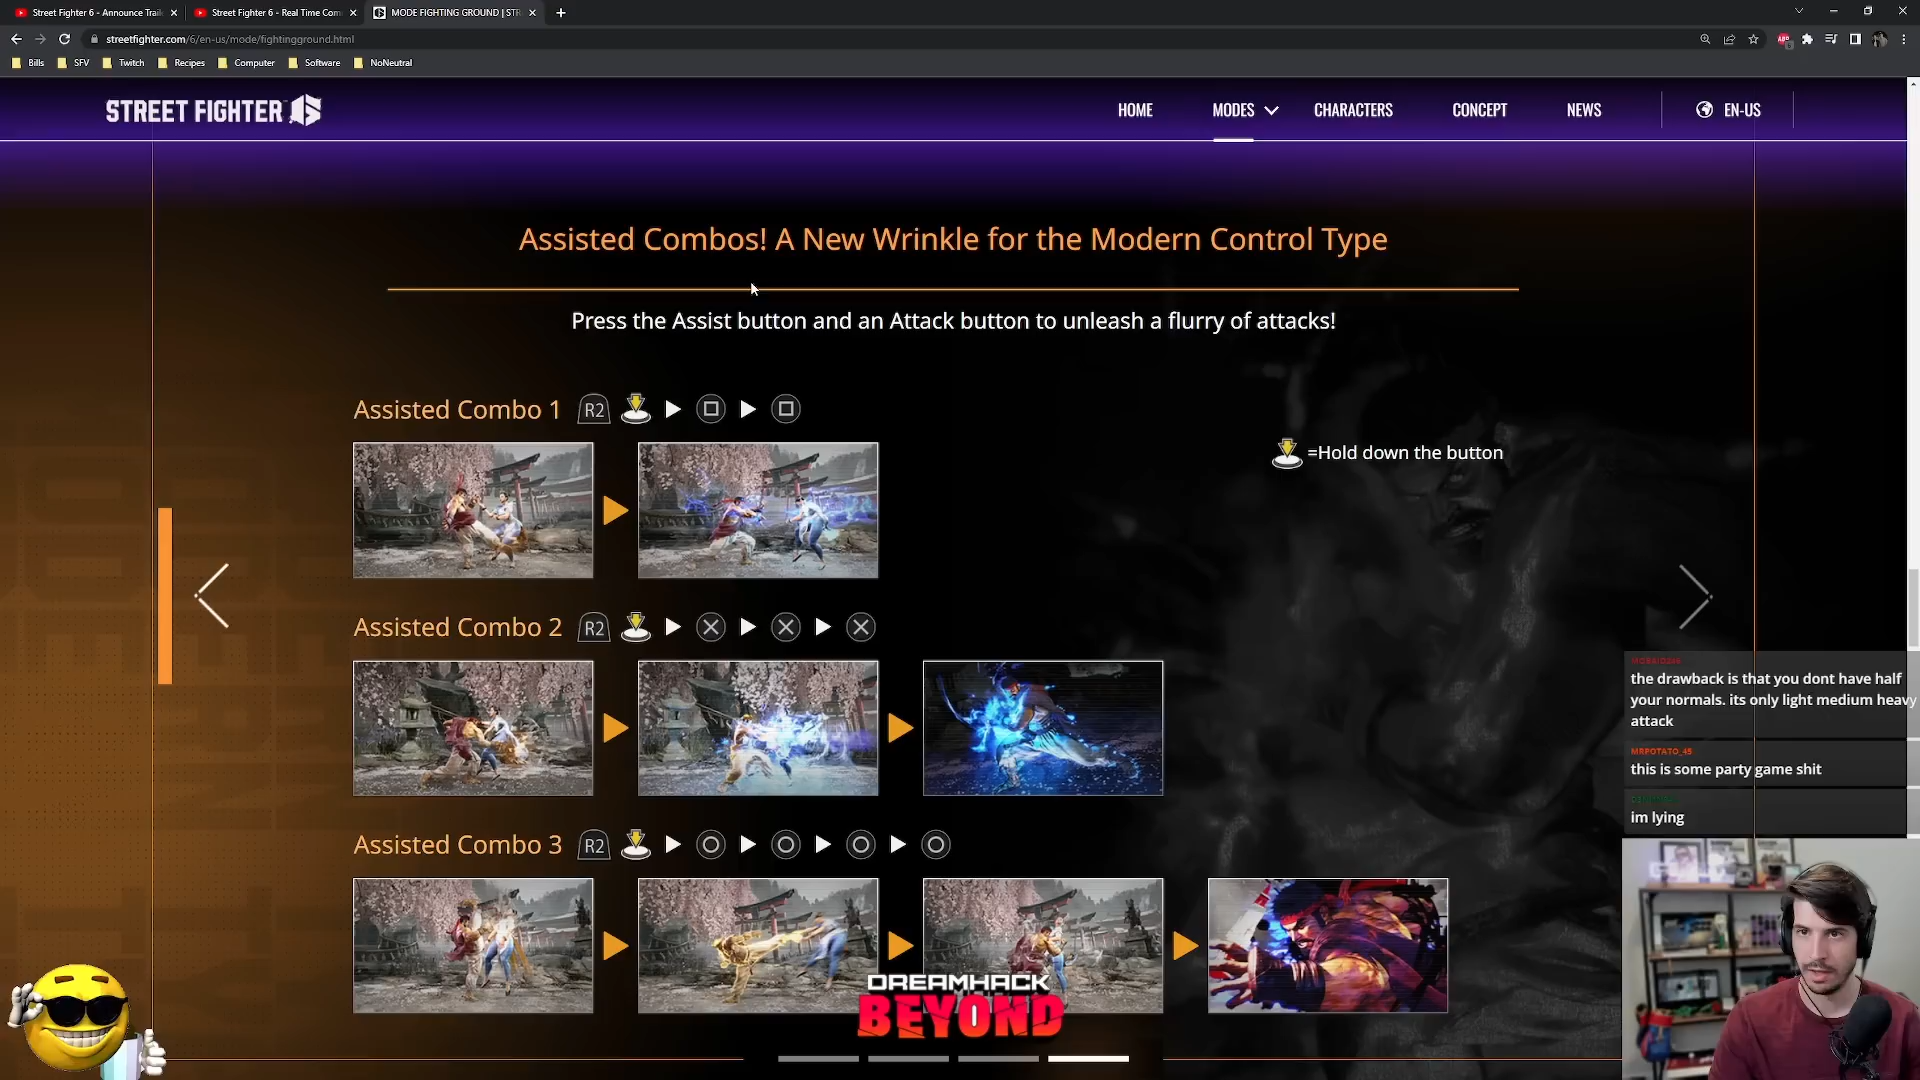 Street Fighter 6 - Announce Trail
Street Fighter 6 - Real Time Com
MODE FIGHTING GROUND | STR
streetfighter.com/6/en-us/mode/fightingground.html
Bills
SFV
Twitch
Recipes
Computer
Software
NoNeutral
STREET FIGHTER 6
HOME
MODES
CHARACTERS
CONCEPT
NEWS
EN-US
Assisted Combos! A New Wrinkle for the Modern Control Type
Press the Assist button and an Attack button to unleash a flurry of attacks!
Assisted Combo 1 R2
=Hold down the button
Assisted Combo 2 R2
Assisted Combo 3 R2
the drawback is that you dont have half
your normals. its only light medium heavy
attack
MRPOTATO_45
this is some party game shit
im lying
DREAMHACK
BEYOND